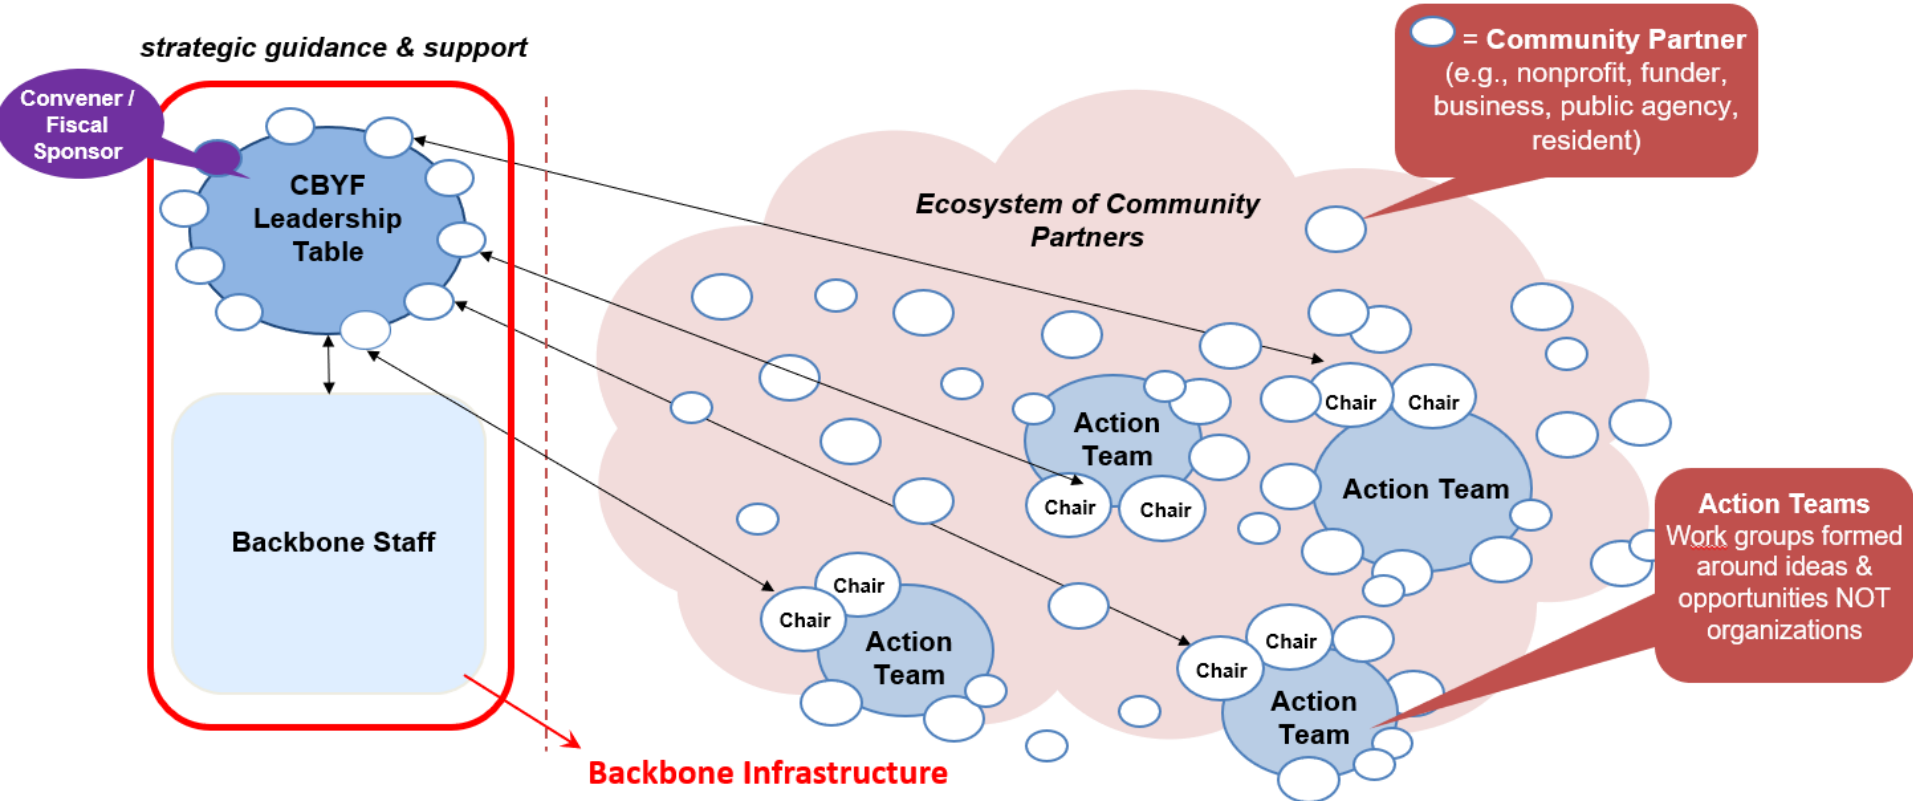 strategic guidance & support
Convener /
Fiscal
Sponsor
CBYF
Leadership
Table
Backbone Staff
Backbone Infrastructure
Ecosystem of Community
Partners
= Community Partner
(e.g., nonprofit, funder,
business, public agency,
resident)
Action
Team
Chair
Chair
Chair
Chair
Action Team
Chair
Chair
Action
Team
Chair
Chair
Action
Team
Action Teams
Work groups formed
around ideas &
opportunities NOT
organizations